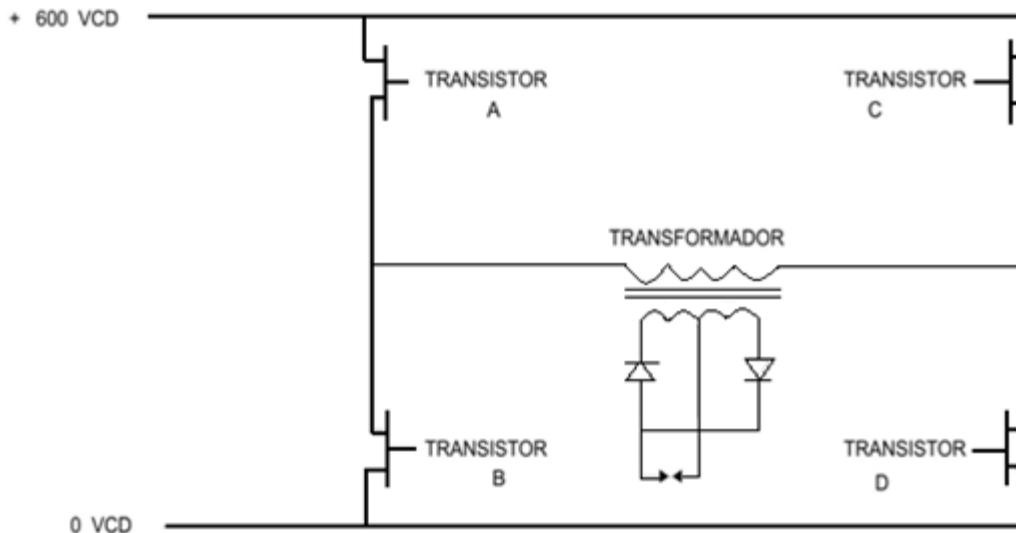 + 600 VCD
TRANSISTOR
A
TRANSISTOR
C
TRANSFORMADOR
TRANSISTOR
B
TRANSISTOR
D
0 VCD